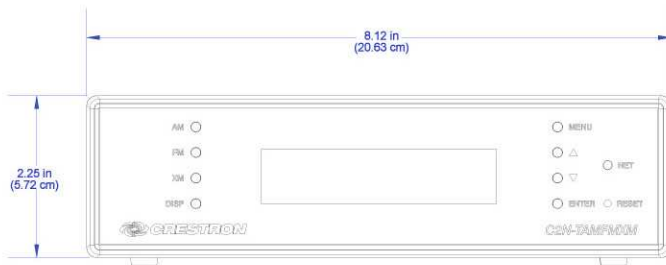 8.12 in
(20.63 cm)
2.25 in
(5.72 cm)
AM
FM
XM
DISP
MENU
NET
ENTER
RESET
CRESTRON
C2N-TAMFMXM